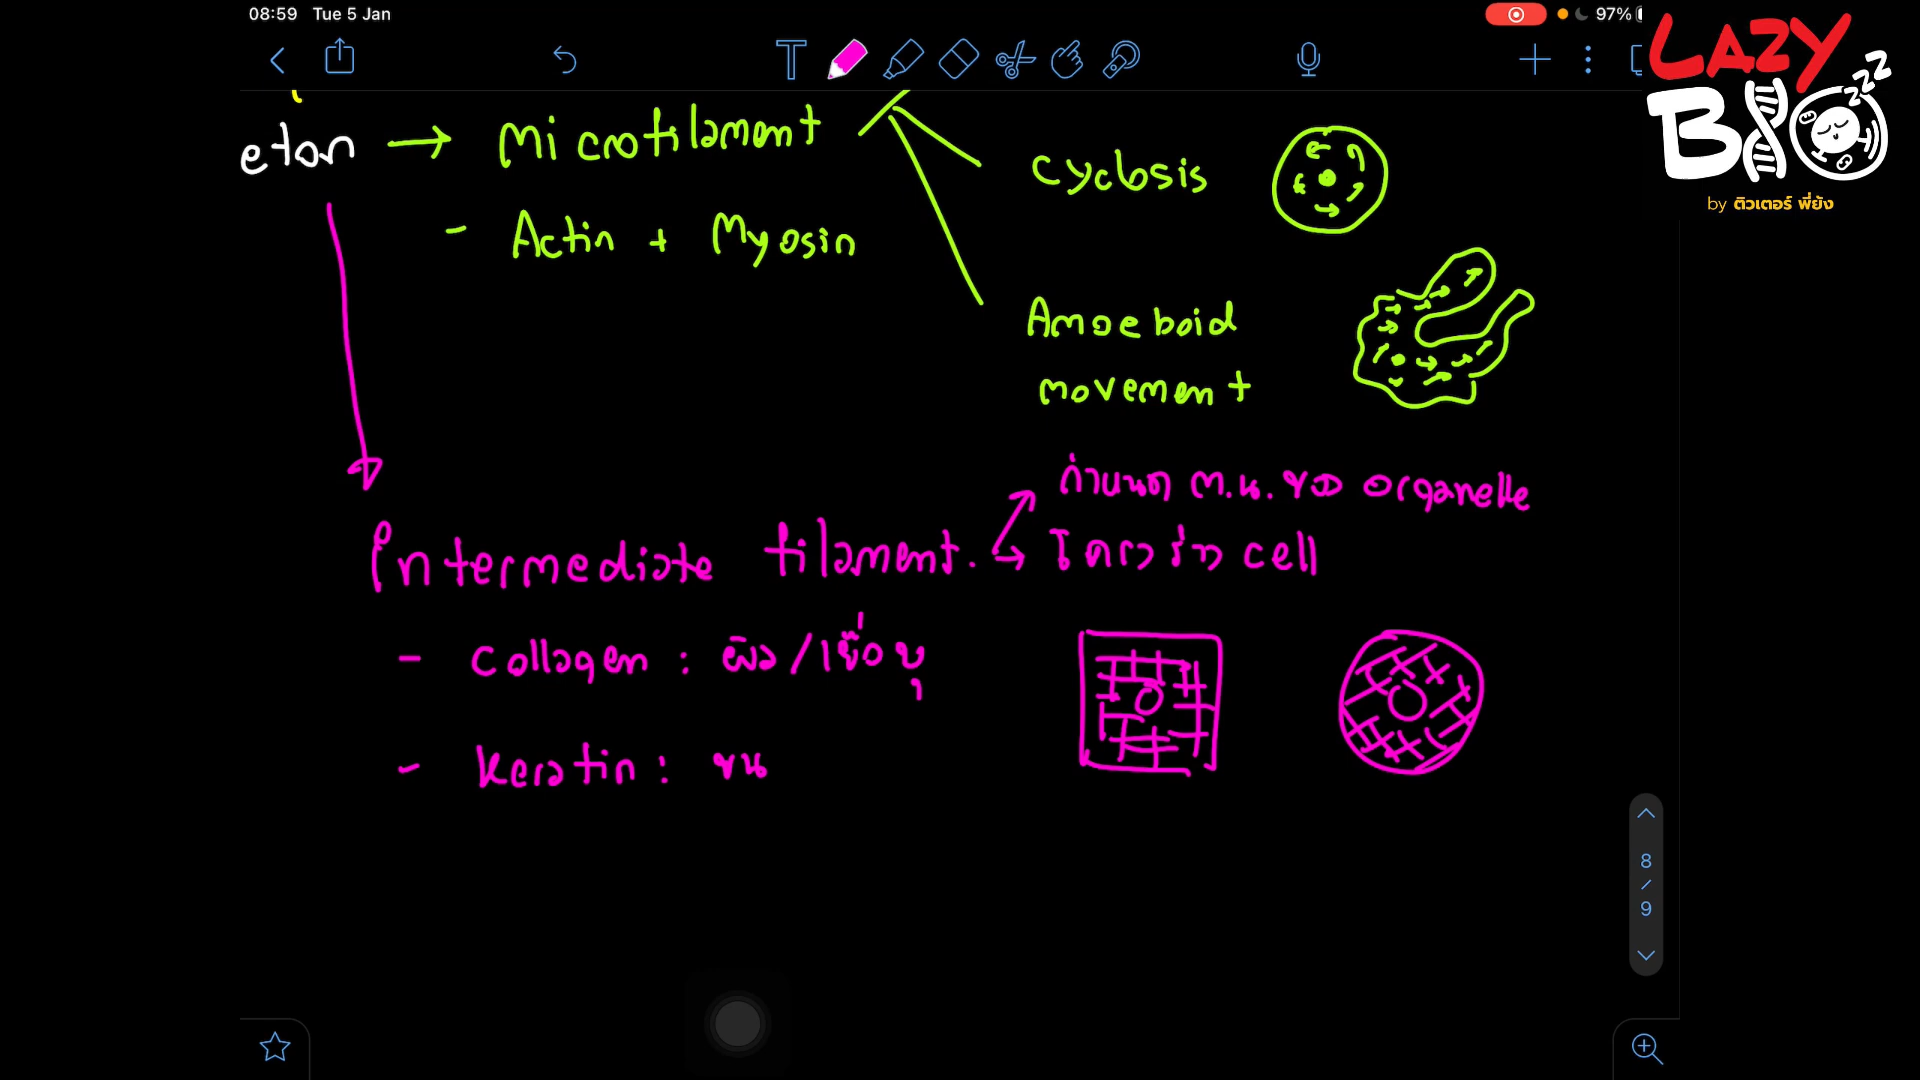 08:59 Tue 5 Jan
97%
LAZY
BIO zzz
by ติวเตอร์ พี่ยัง
eton → Microfilament
cyclosis
- Actin + Myosin
Amoeboid
movement
กำหนด ต.น. ของ organelle
Intermediate filament. → โครงร่าง cell
- Collagen : ผิว/เยื่อบุ
- Keratin : ขน
8
/
9